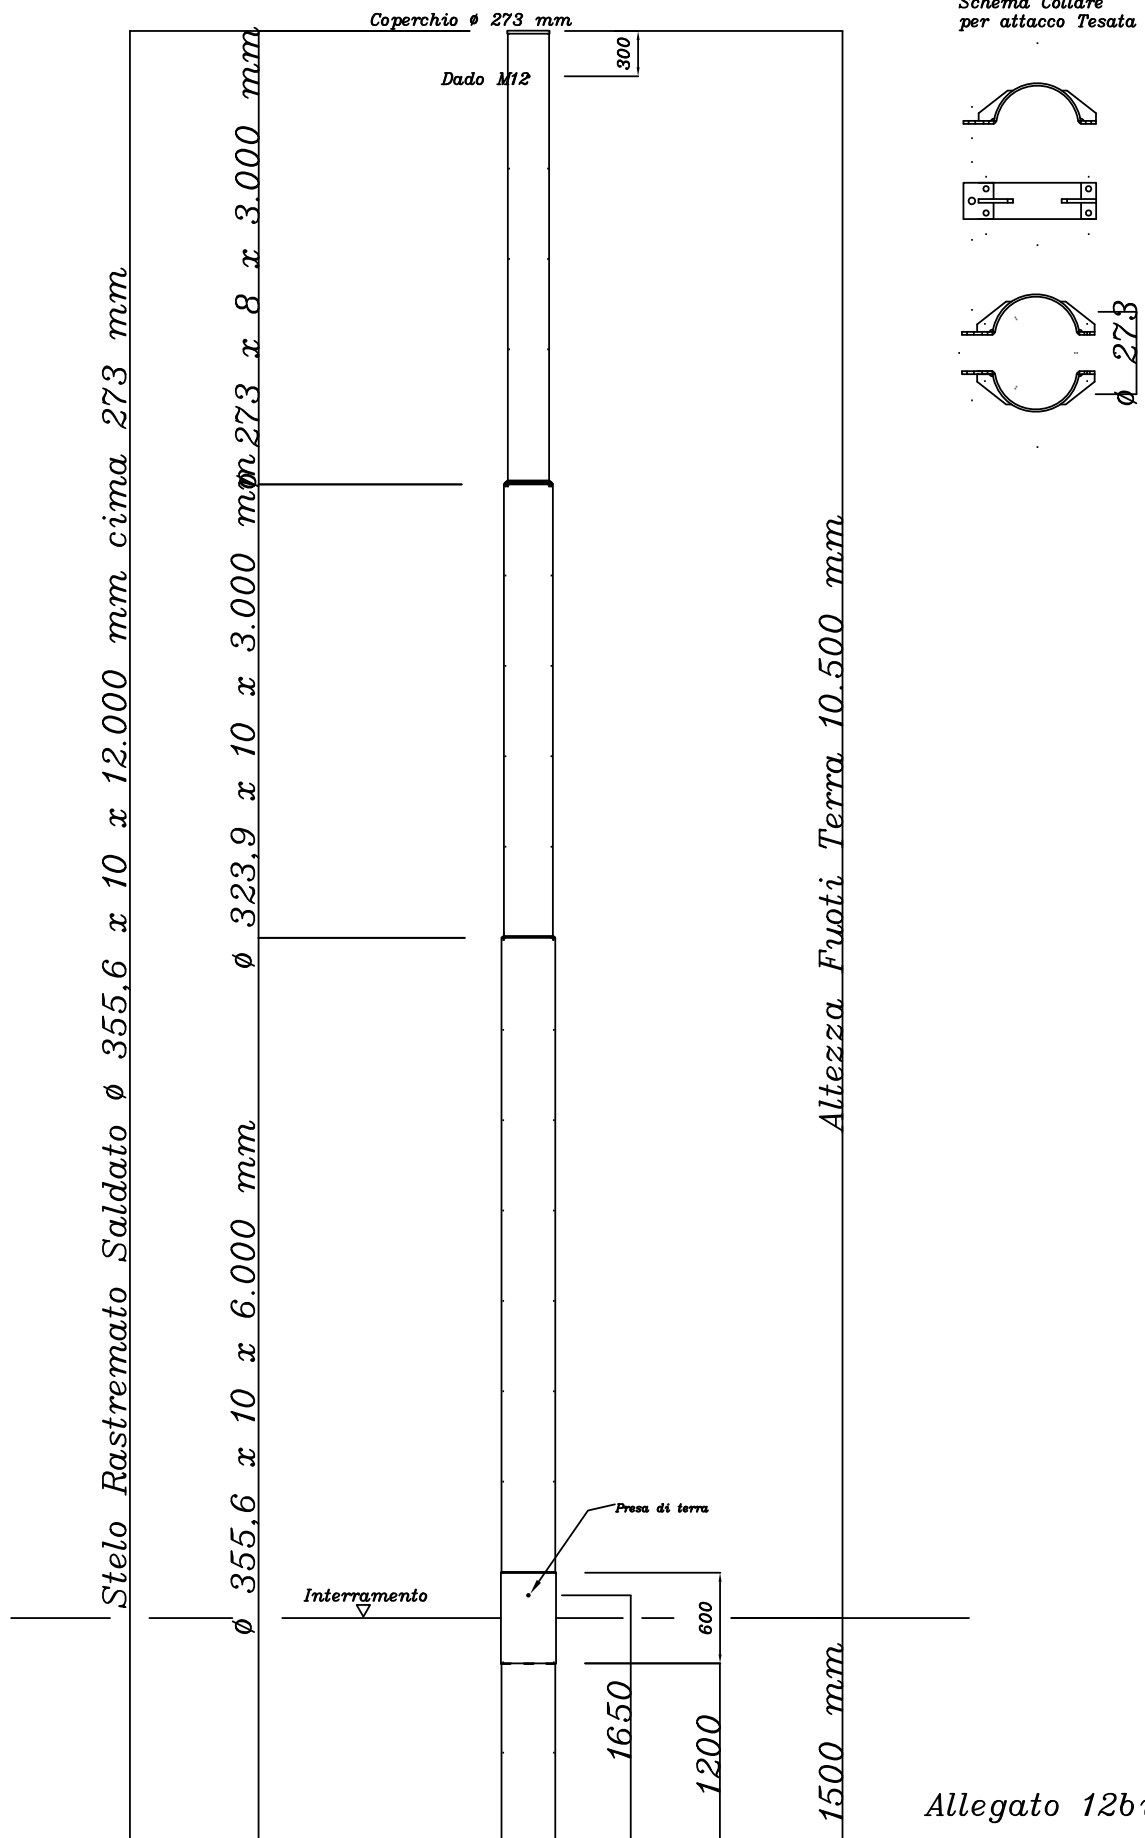 Schema Collare
per attacco Tesata
Coperchio ø 273 mm
300
Dado M12
ø 273 x 8 x 3.000 mm
ø 273
Stelo Rastremato Saldato ø 355,6 x 10 x 12.000 mm cima 273 mm
ø 323,9 x 10 x 3.000 mm
Altezza Fuoti Terra 10.500 mm
ø 355,6 x 10 x 6.000 mm
Presa di terra
Interramento
600
1650
1200
1500 mm
Allegato